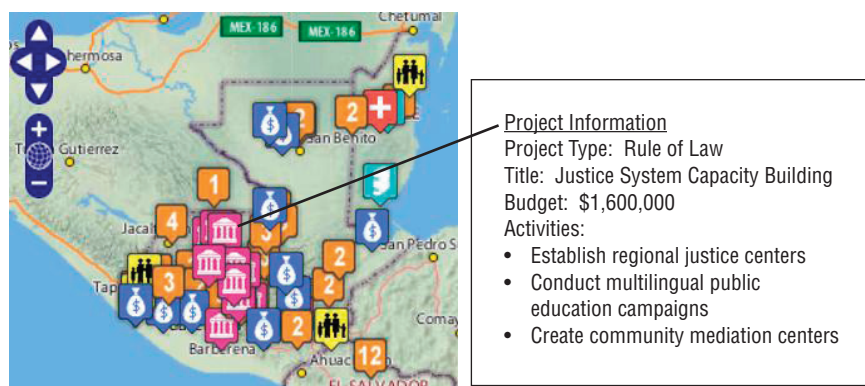 Chetumal
MEX-186
MEX-186
hermosa
2
2
San Benito
Gutierrez
1
4
Jacal
San Pedro S
2
3
2
Tap
2
Barberena
Comay
Ahuac
12
EL SALVADOR
Project Information
Project Type: Rule of Law
Title: Justice System Capacity Building
Budget: $1,600,000
Activities:
• Establish regional justice centers
• Conduct multilingual public
education campaigns
• Create community mediation centers